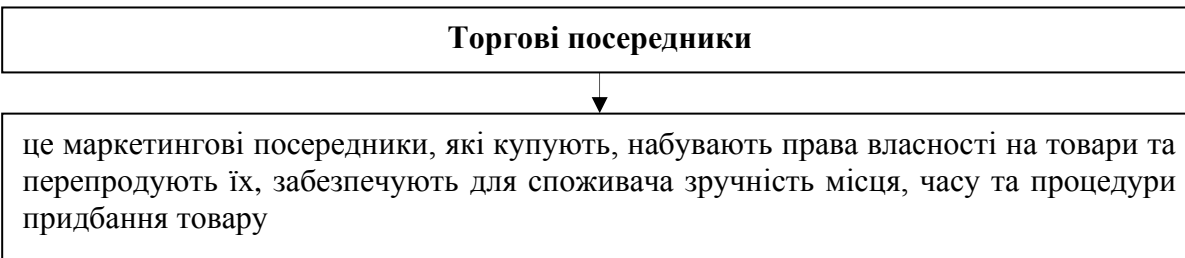 Торгові посередники
це маркетингові посередники, які купують, набувають права власності на товари та
перепродують їх, забезпечують для споживача зручність місця, часу та процедури
придбання товару